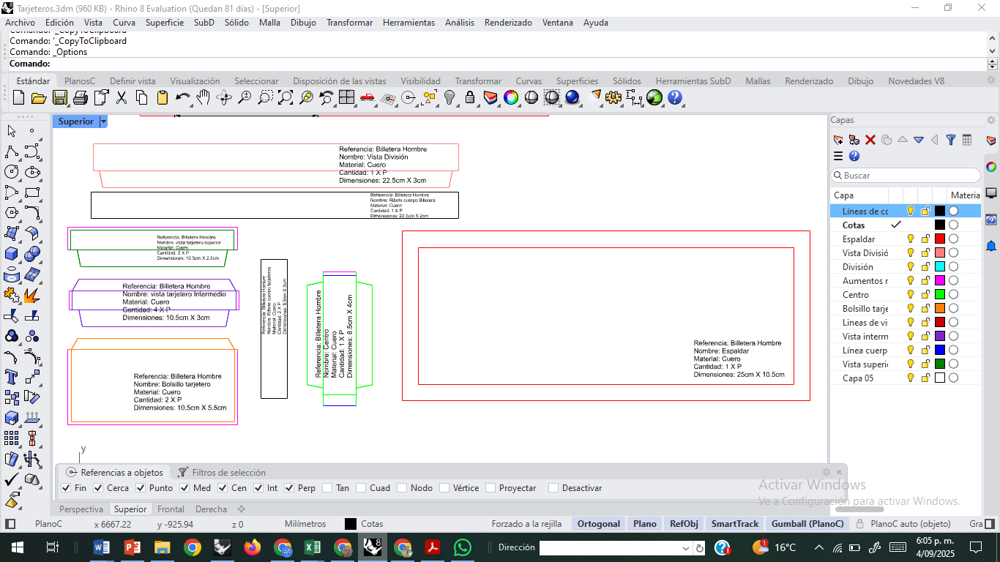 Tarjeteros.3dm (960 KB) - Rhino 8 Evaluation (Quedan 81 días) - [Superior]
Archivo Edición Vista Curva Superficie SubD Sólido Malla Dibujo Transformar Herramientas Análisis Renderizado Ventana Ayuda
Comando: '_CopyToClipboard
Comando: '_CopyToClipboard
Comando: _Options
Comando:
Estándar PlanosC Definir vista Visualización Seleccionar Disposición de las vistas Visibilidad Transformar Curvas Superficies Sólidos Herramientas SubD Mallas Renderizado Dibujo Novedades V8
Superior
Referencia: Billetera Hombre
Nombre: Vista División
Material: Cuero
Cantidad: 1 X P
Dimensiones: 22.5cm X 3cm
Referencia: Billetera Hombre
Nombre: Ribete cuerpo Billetera
Material: Cuero
Cantidad: 1 X P
Dimensiones: 22.5cm X 2cm
Referencia: Billetera Hombre
Nombre: vista tarjetero superior
Material: Cuero
Cantidad: 2 X P
Dimensiones: 10.5cm X 2.5cm
Referencia: Billetera Hombre
Nombre: vista tarjetero Intermedio
Material: Cuero
Cantidad: 4 X P
Dimensiones: 10.5cm X 3cm
Referencia: Billetera Hombre
Nombre: Bolsillo tarjetero
Material: Cuero
Cantidad: 2 X P
Dimensiones: 10.5cm X 5.5cm
Referencia: Billetera Hombre
Nombre: Ribete cuerpo tarjeteros
Material: Cuero
Cantidad: 2 X P
Dimensiones: 8.5cm X 2cm
Referencia: Billetera Hombre
Nombre: Centro
Material: Cuero
Cantidad: 1 X P
Dimensiones: 8.5cm X 4cm
Referencia: Billetera Hombre
Nombre: Espaldar
Material: Cuero
Cantidad: 1 X P
Dimensiones: 25cm X 10.5cm
y
Capas
Buscar
Capa Materia
Líneas de co
Cotas
Espaldar
Vista Divisió
División
Aumentos r
Centro
Bolsillo tarje
Lineas de vi
Vista interm
Línea cuerp
Vista superi
Capa 05
Referencias a objetos Filtros de selección
Fin Cerca Punto Med Cen Int Perp Tan Cuad Nodo Vértice Proyectar Desactivar
Activar Windows
Ve a Configuración para activar Windows.
Perspectiva Superior Frontal Derecha
PlanoC x 6667.22 y -925.94 z 0 Milímetros Cotas Forzado a la rejilla Ortogonal Plano RefObj SmartTrack Gumball (PlanoC) PlanoC auto (objeto) Gra
Dirección 1 16°C 6:05 p. m.
4/09/2025